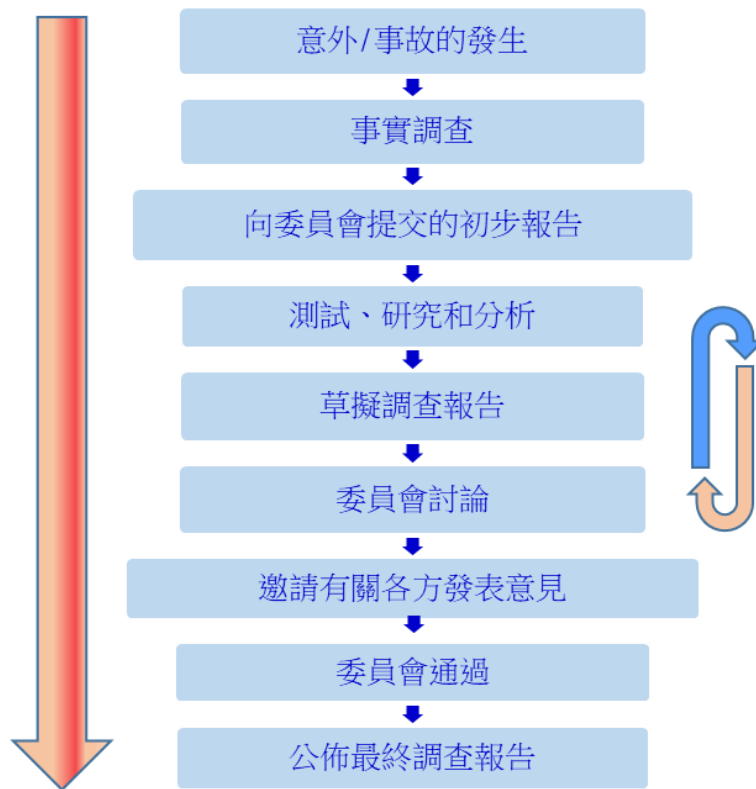 意外/事故的發生
事實調查
向委員會提交的初步報告
測試、研究和分析
草擬調查報告
委員會討論
邀請有關各方發表意見
委員會通過
公佈最終調查報告